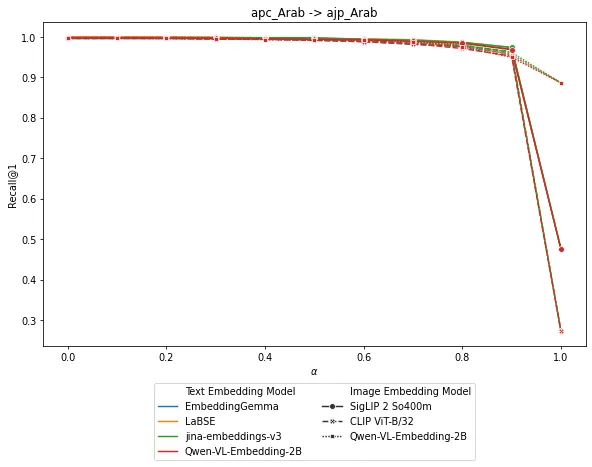 apc_Arab -> ajp_Arab
1.0
0.9
0.8
0.7
0.6
0.5
0.4
0.3
Recall@1
0.0 0.2 0.4 0.6 0.8 1.0
α
Text Embedding Model
EmbeddingGemma
LaBSE
jina-embeddings-v3
Qwen-VL-Embedding-2B
Image Embedding Model
SigLIP 2 So400m
CLIP ViT-B/32
Qwen-VL-Embedding-2B